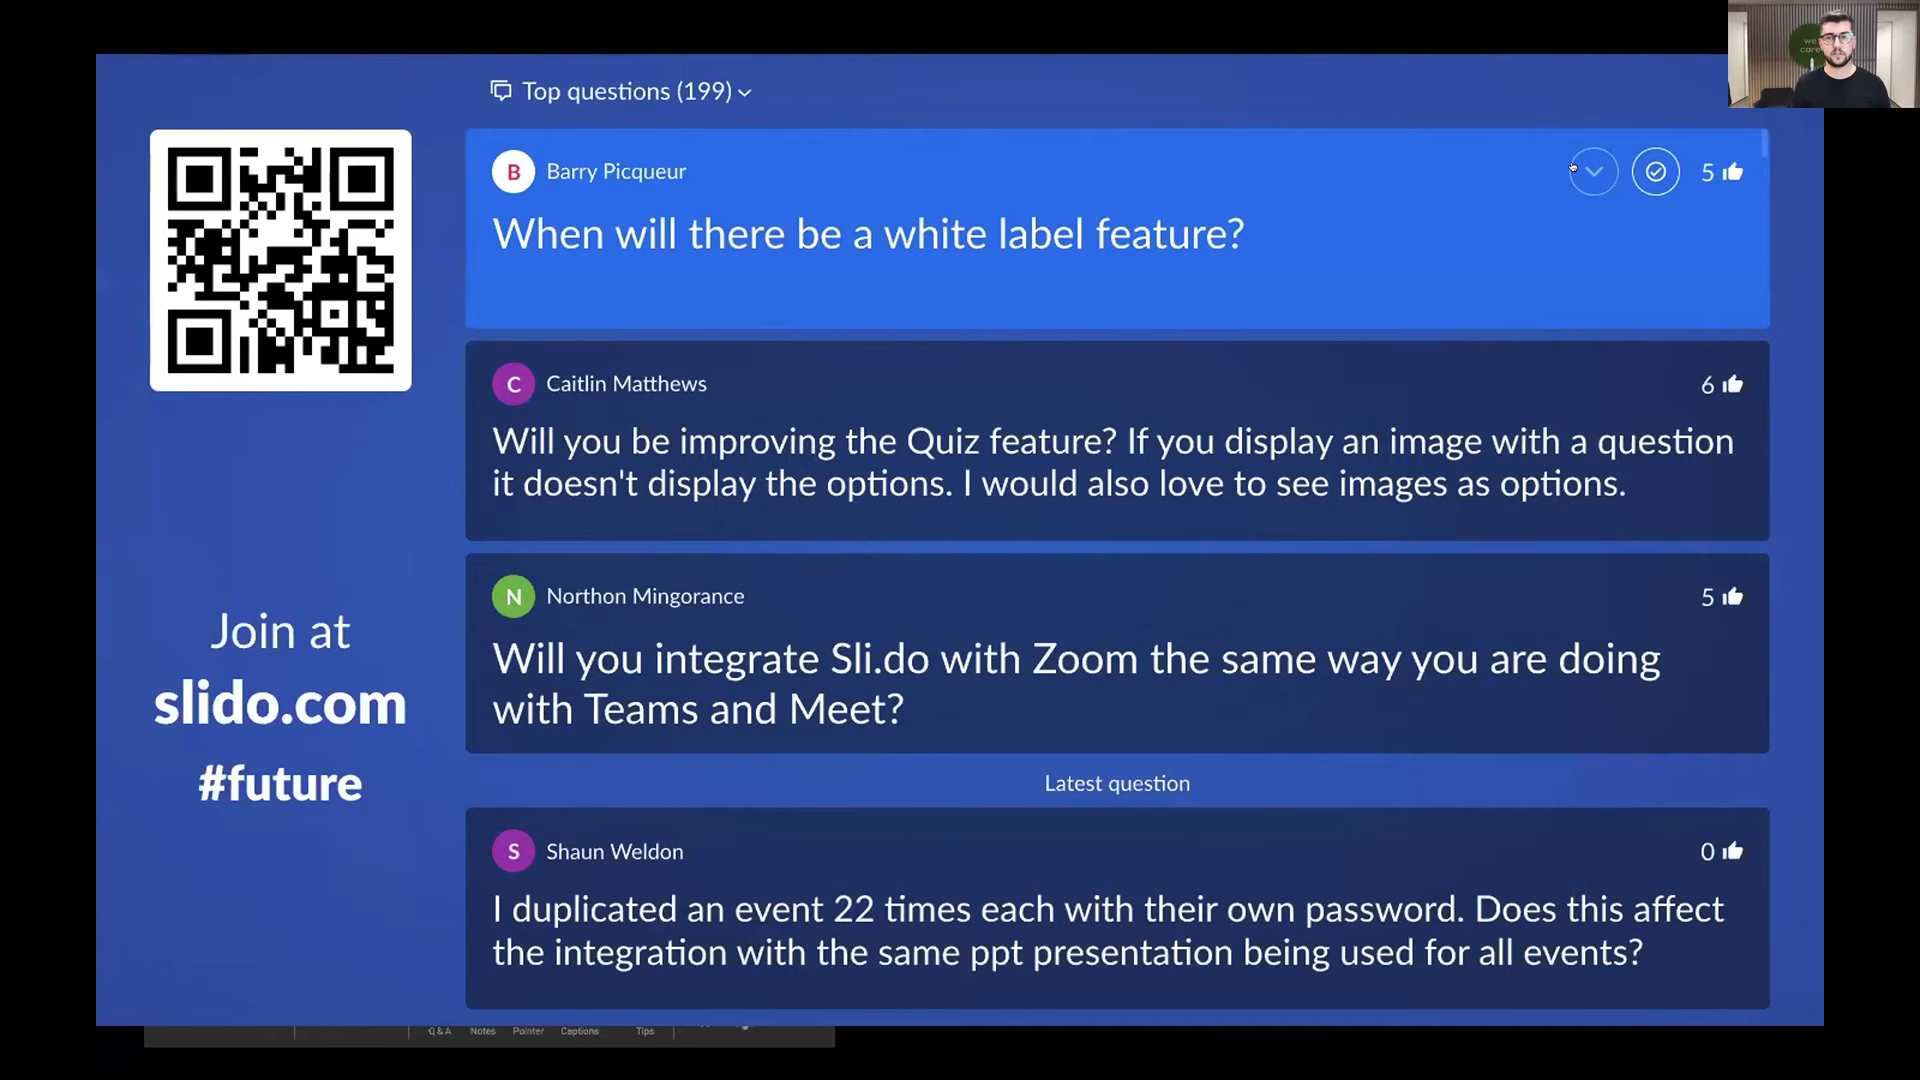 we
care
Top questions (199)
B
Barry Picqueur
5
When will there be a white label feature?
C
Caitlin Matthews
6
Will you be improving the Quiz feature? If you display an image with a question
it doesn't display the options. I would also love to see images as options.
N
Northon Mingorance
5
Will you integrate Sli.do with Zoom the same way you are doing
with Teams and Meet?
Join at
slido.com
#future
Latest question
S
Shaun Weldon
0
I duplicated an event 22 times each with their own password. Does this affect
the integration with the same ppt presentation being used for all events?
Q & A Notes Pointer Captions Tips